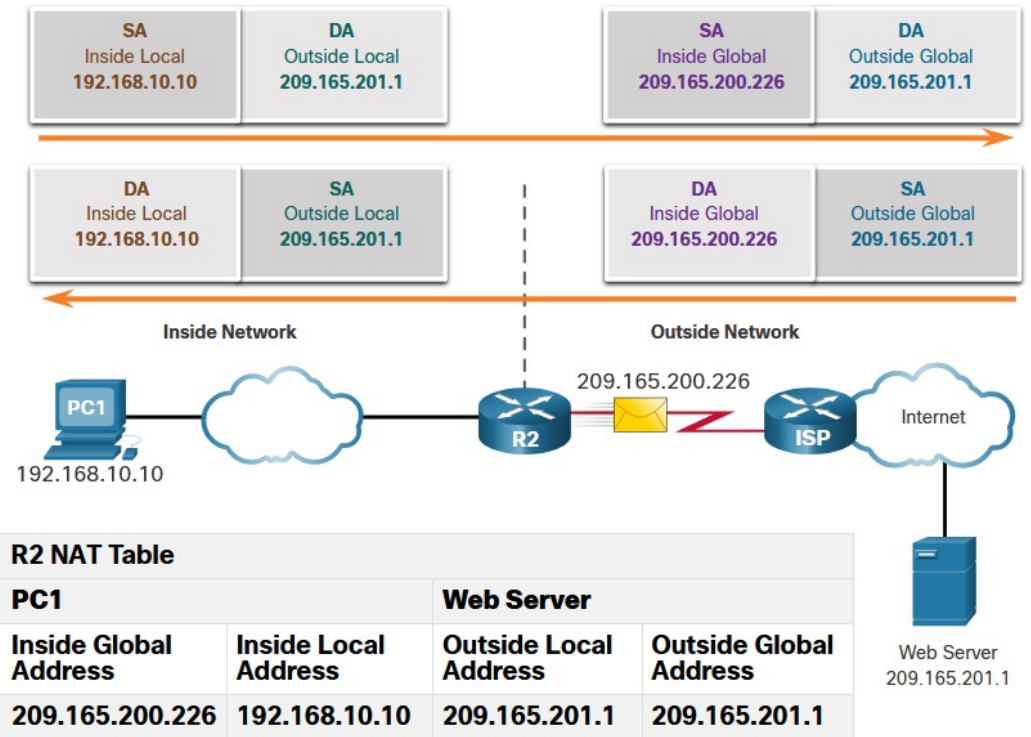 SA
Inside Local
192.168.10.10
DA
Outside Local
209.165.201.1
SA
Inside Global
209.165.200.226
DA
Outside Global
209.165.201.1
DA
Inside Local
192.168.10.10
SA
Outside Local
209.165.201.1
DA
Inside Global
209.165.200.226
SA
Outside Global
209.165.201.1
Inside Network
Outside Network
PC1
192.168.10.10
R2
209.165.200.226
ISP
Internet
Web Server
209.165.201.1
R2 NAT Table
PC1
Web Server
Inside Global
Address
Inside Local
Address
Outside Local
Address
Outside Global
Address
209.165.200.226
192.168.10.10
209.165.201.1
209.165.201.1